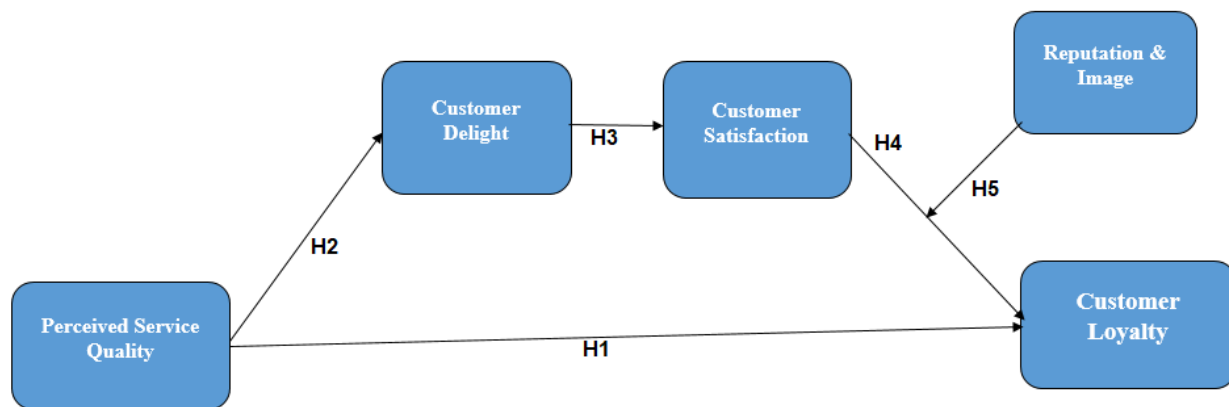 Reputation &
Image
Customer
Delight
H3
Customer
Satisfaction
H4
H5
H2
Perceived Service
Quality
H1
Customer
Loyalty